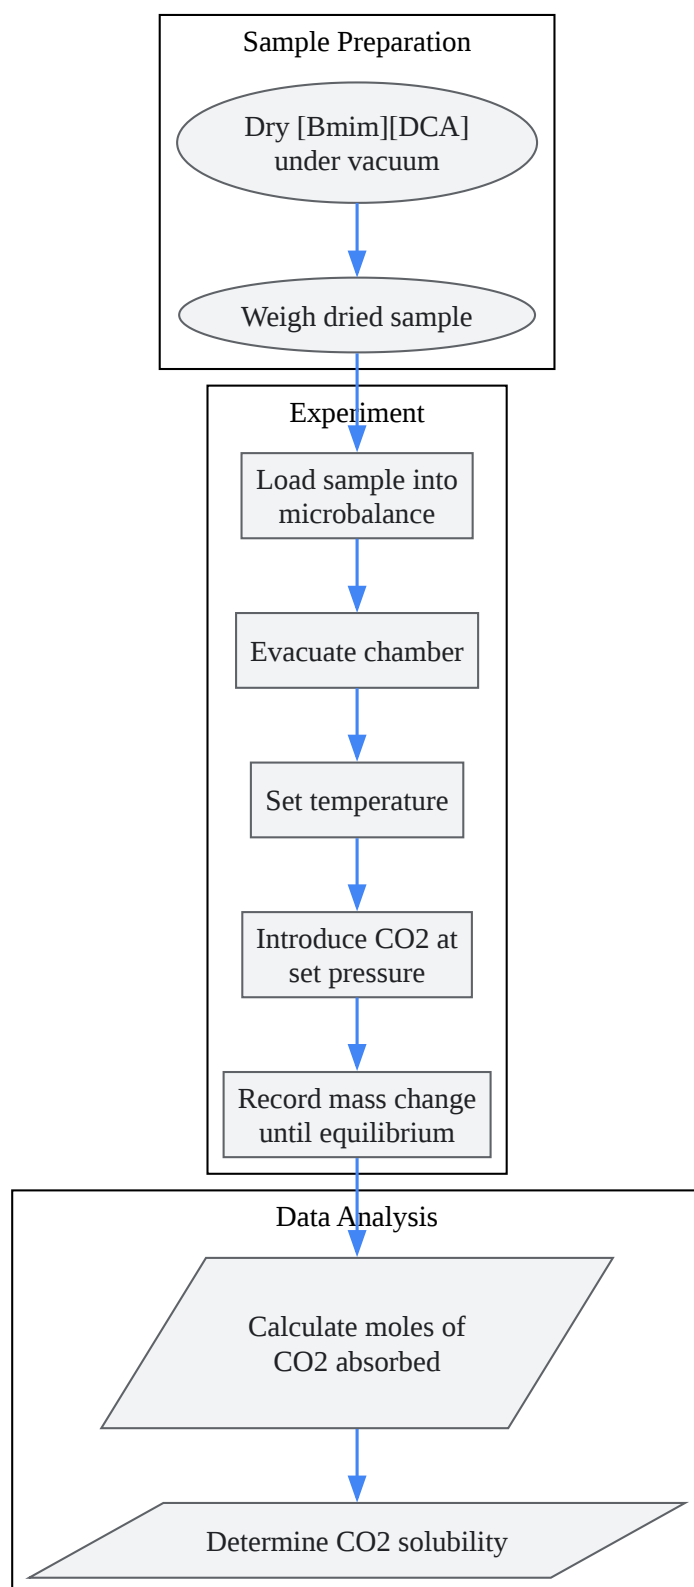 Sample Preparation
Dry [Bmim][DCA]
under vacuum
Weigh dried sample
Experiment
Load sample into
microbalance
Evacuate chamber
Set temperature
Introduce CO2 at
set pressure
Record mass change
until equilibrium
Data Analysis
Calculate moles of
CO2 absorbed
Determine CO2 solubility